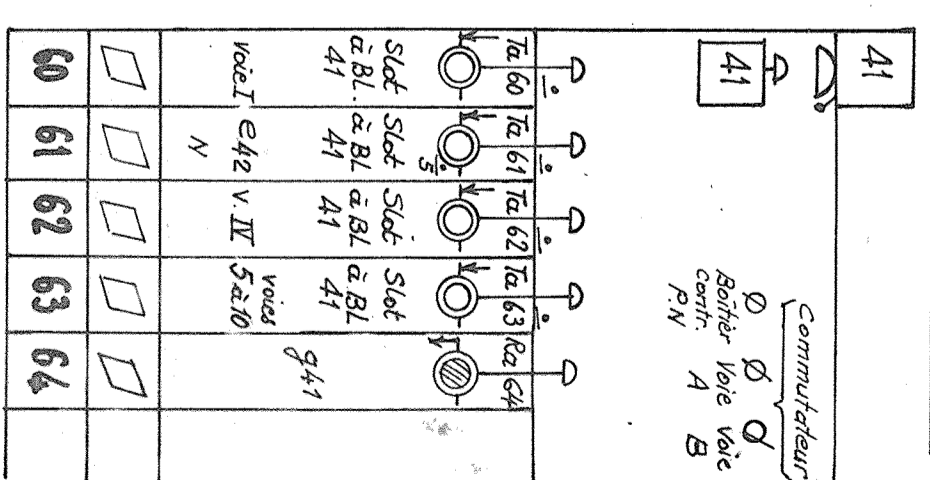 41
41
Commutateur
Boîtier contr. P.N
Voie A
Voie B
Ta 60
Slot
à BL.
41
voie I
60
Ta 61
5
Slot
à BL
41
e42
N
61
Ta 62
Slot
à BL
41
V. IV
62
Ta 63
Slot
à BL
41
voies
5 à 10
63
Ra 64
g41
64